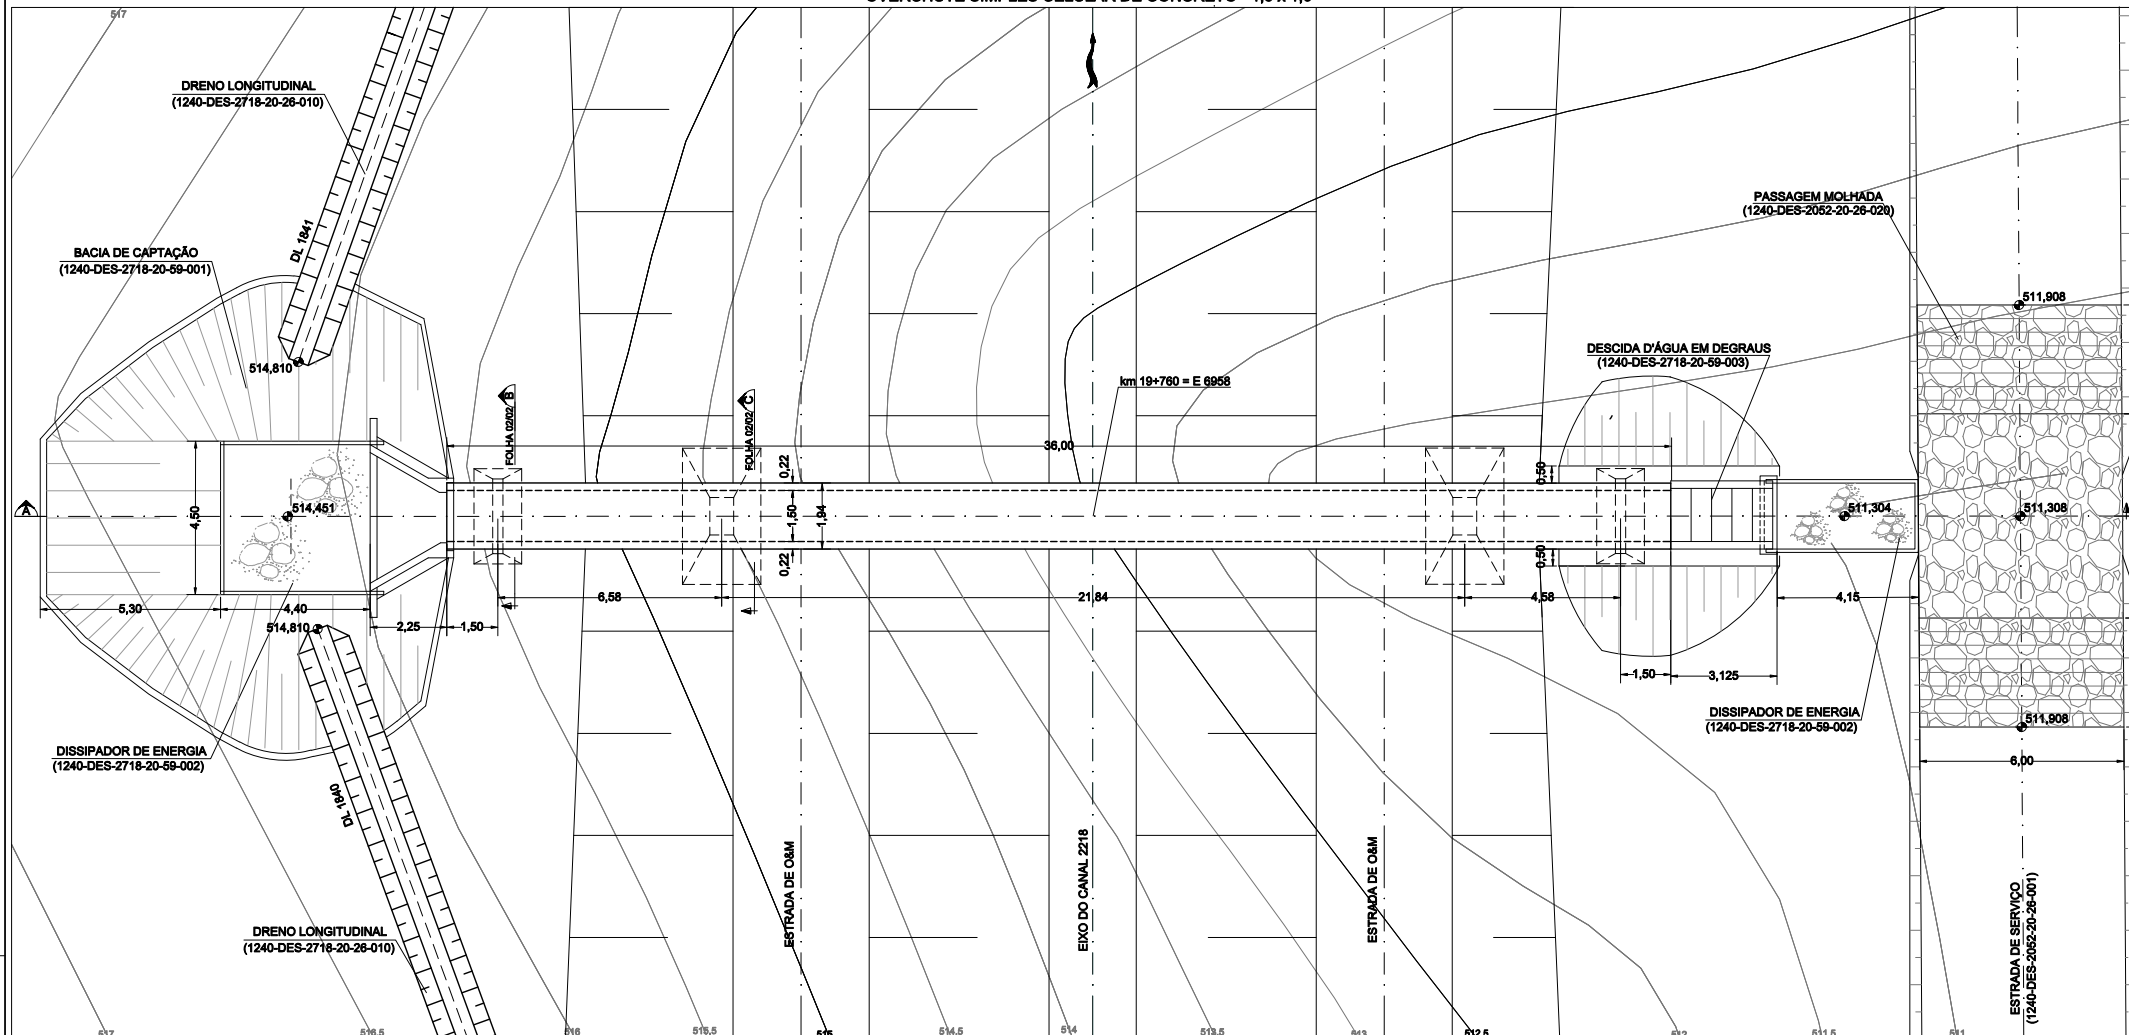 517
DRENO LONGITUDINAL
(1240-DES-2718-20-26-010)
DL 1841
BACIA DE CAPTAÇÃO
(1240-DES-2718-20-59-001)
514,810
PASSAGEM MOLHADA
(1240-DES-2052-20-26-020)
511,908
DESCIDA D'ÁGUA EM DEGRAUS
(1240-DES-2718-20-59-003)
km 19+760 = E 6958
FOLHA 02/02 B
FOLHA 02/02 C
36,00
0,22
0,50
A
4,50
514,451
1,50
1,94
511,304
511,308
0,22
0,50
5,30
4,40
6,58
21,84
4,58
4,15
514,810
2,25
1,50
1,50
3,125
DISSIPADOR DE ENERGIA
(1240-DES-2718-20-59-002)
511,908
DISSIPADOR DE ENERGIA
(1240-DES-2718-20-59-002)
6,00
DL 1840
ESTRADA DE O&M
EIXO DO CANAL 2218
ESTRADA DE O&M
ESTRADA DE SERVIÇO
(1240-DES-2052-20-26-001)
DRENO LONGITUDINAL
(1240-DES-2718-20-26-010)
517
516,5
516
515,5
515
514,5
514
513,5
513
512,5
512
511,5
511